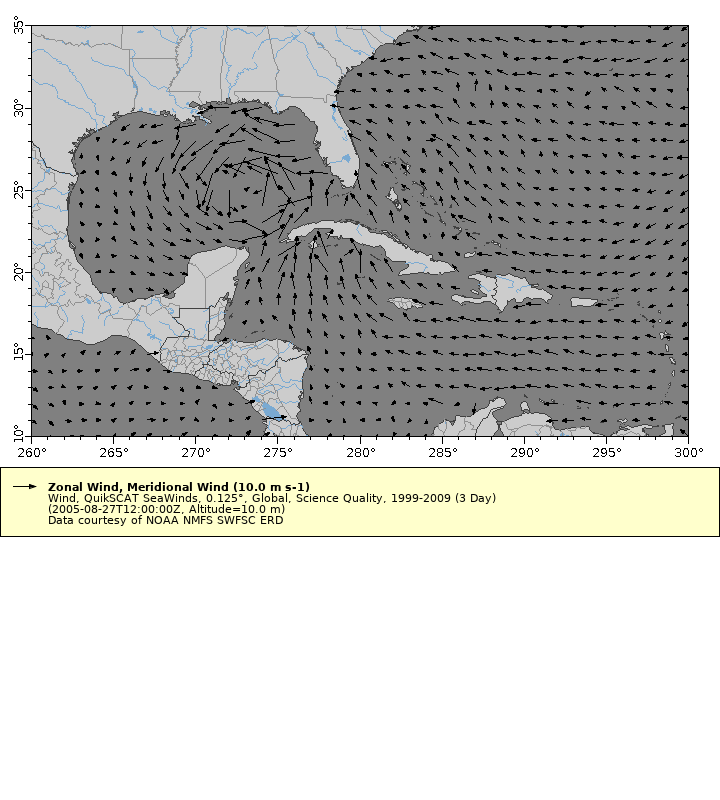 35°
30°
25°
20°
15°
10°
260° 265° 270° 275° 280° 285° 290° 295° 300°
Zonal Wind, Meridional Wind (10.0 m s-1)
Wind, QuikSCAT SeaWinds, 0.125°, Global, Science Quality, 1999-2009 (3 Day)
(2005-08-27T12:00:00Z, Altitude=10.0 m)
Data courtesy of NOAA NMFS SWFSC ERD